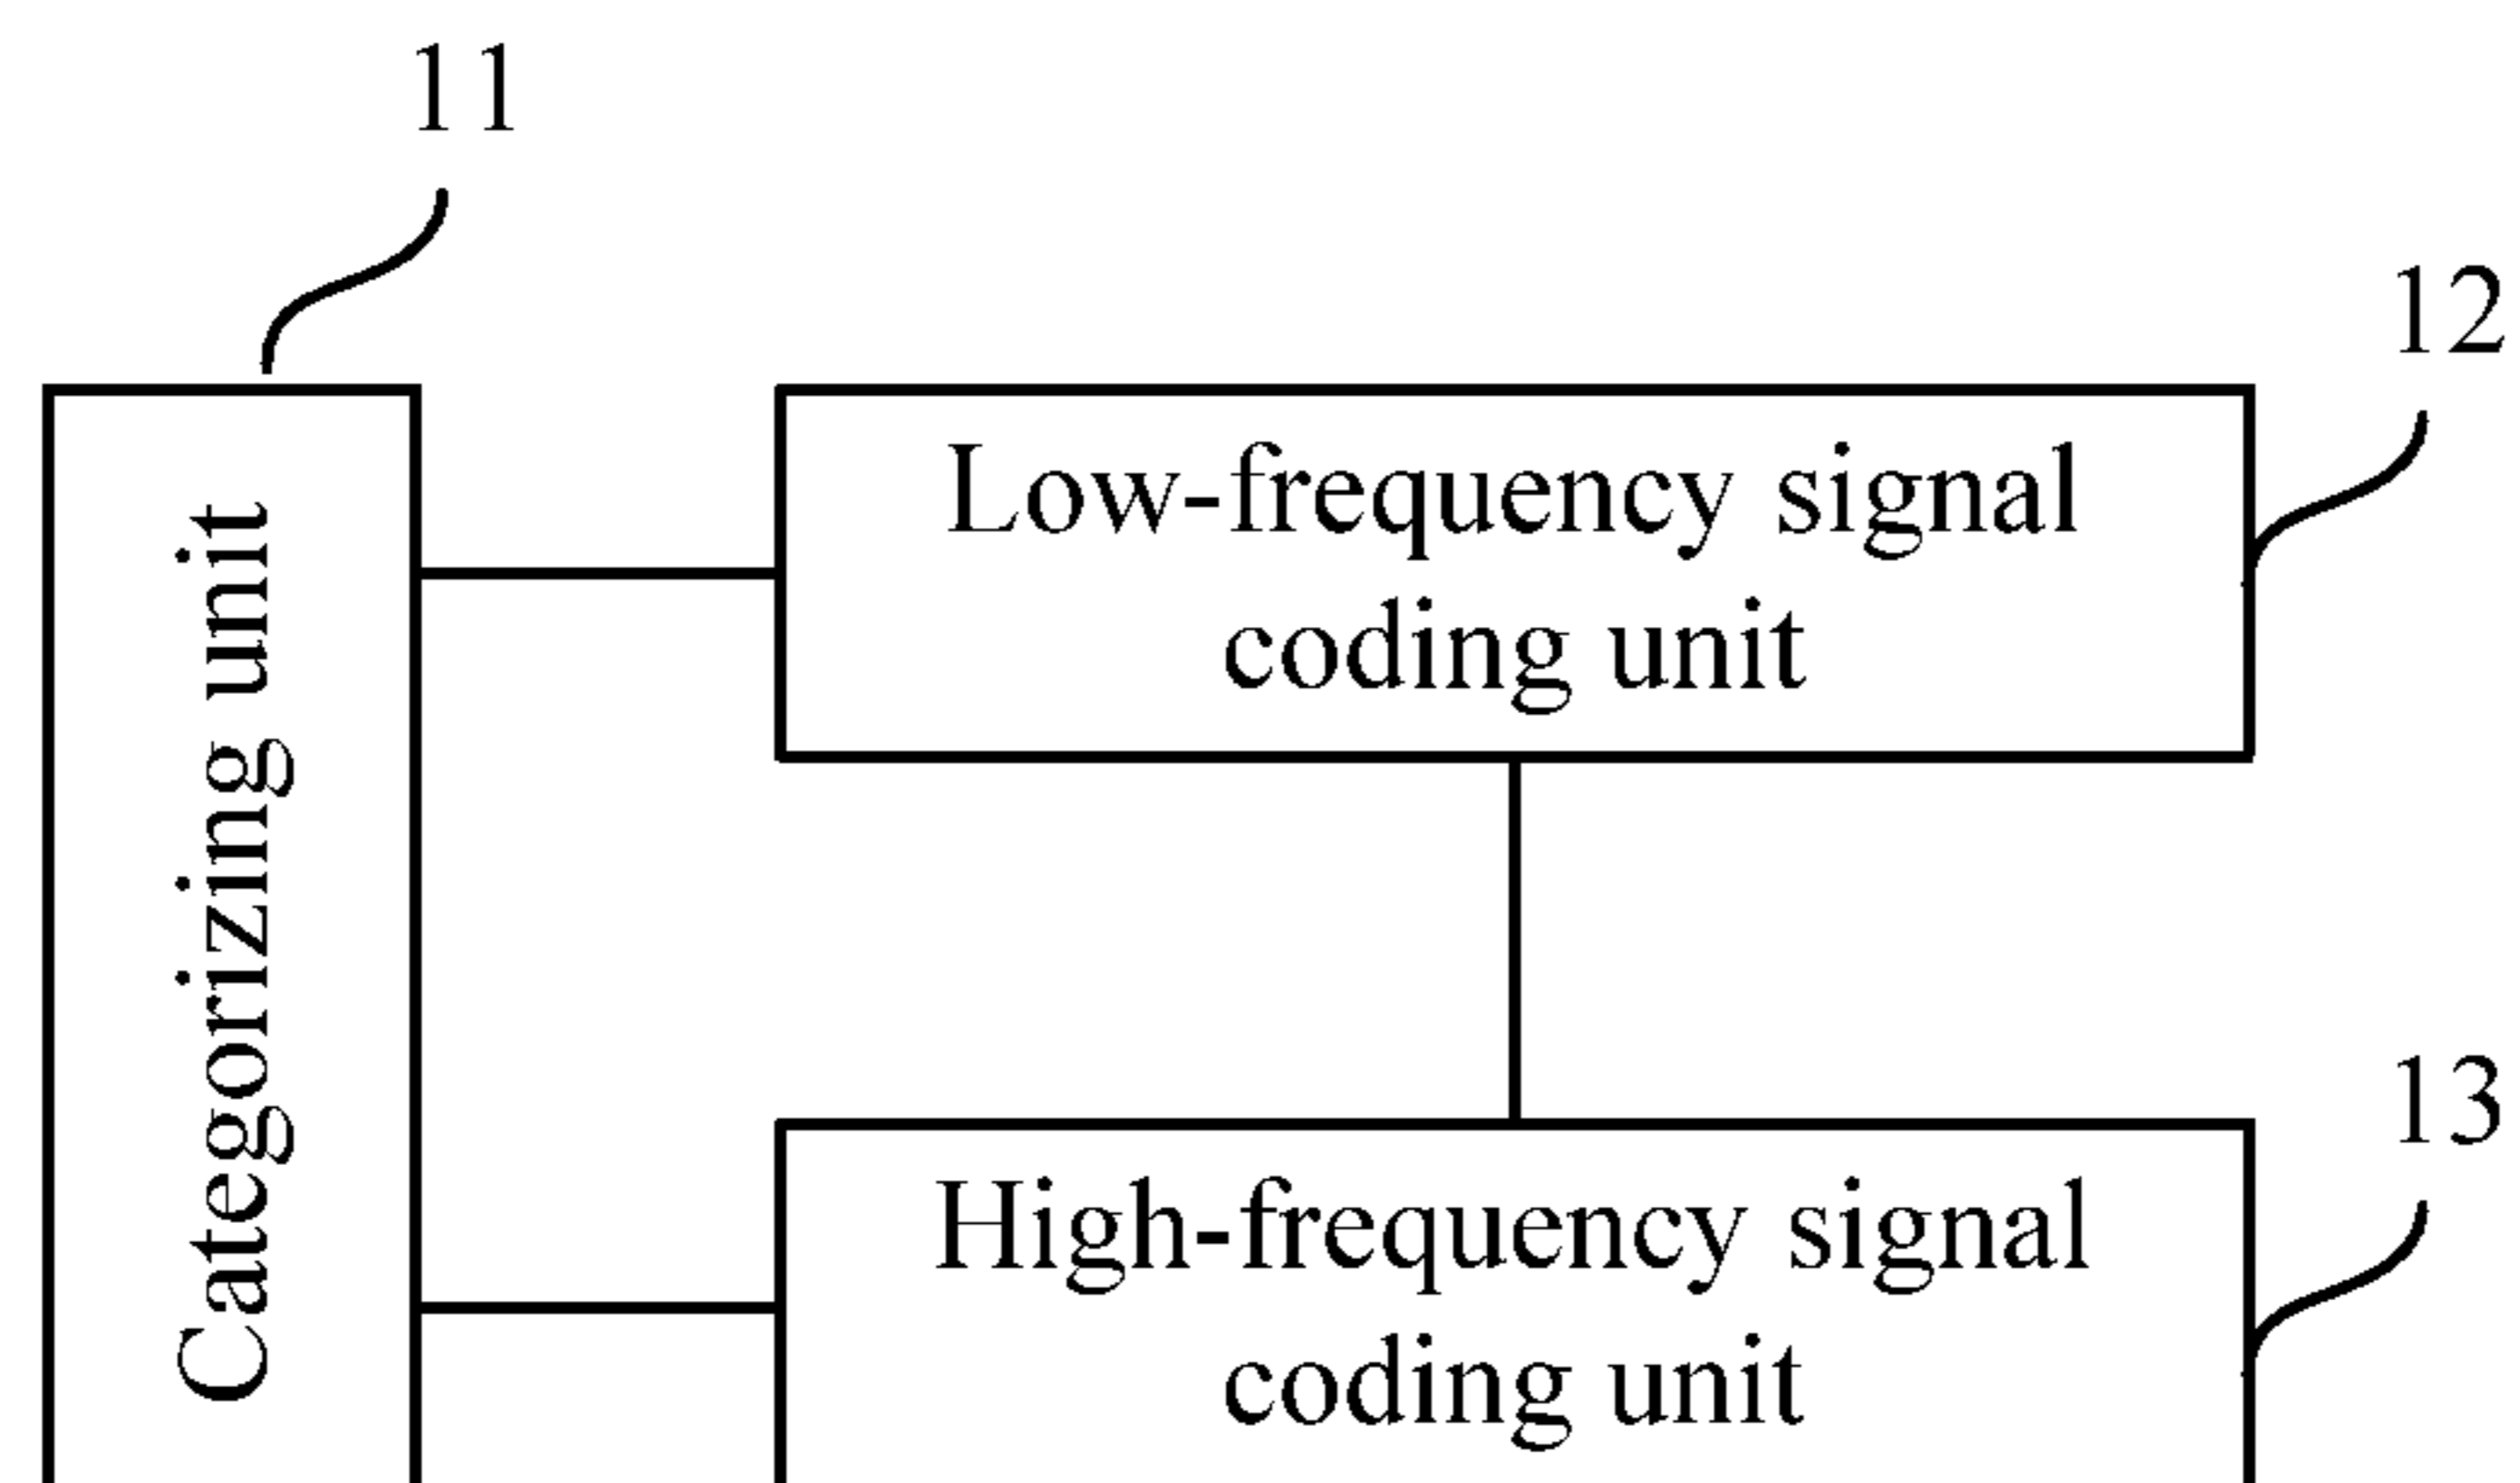 11
12
Low-frequency signal
coding unit
Categorizing unit
13
High-frequency signal
coding unit